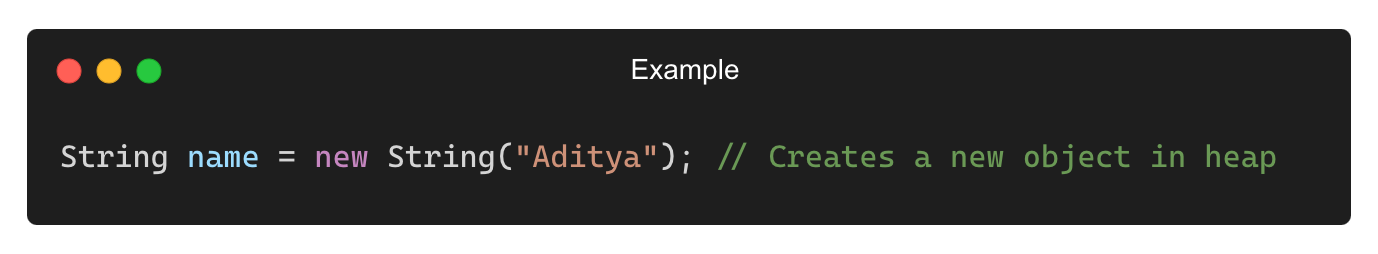 Example
String name = new String("Aditya"); // Creates a new object in heap